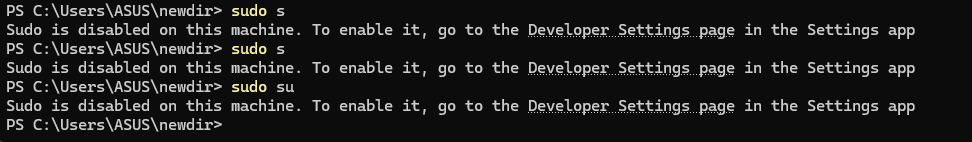 PS C:\Users\ASUS\newdir> sudo s
Sudo is disabled on this machine. To enable it, go to the Developer Settings page in the Settings app
PS C:\Users\ASUS\newdir> sudo s
Sudo is disabled on this machine. To enable it, go to the Developer Settings page in the Settings app
PS C:\Users\ASUS\newdir> sudo su
Sudo is disabled on this machine. To enable it, go to the Developer Settings page in the Settings app
PS C:\Users\ASUS\newdir>